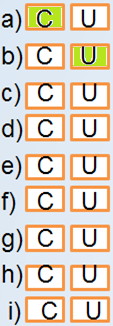 a) C U
b) C U
c) C U
d) C U
e) C U
f) C U
g) C U
h) C U
i) C U